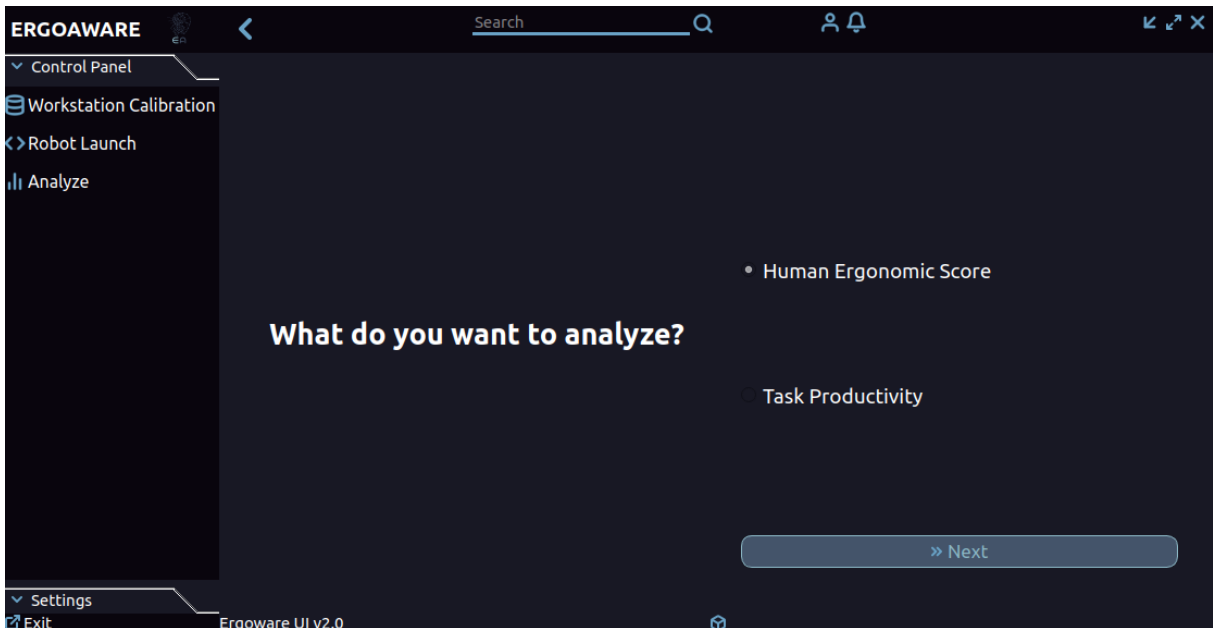 ERGOAWARE
EA
Search
Control Panel
Workstation Calibration
Robot Launch
Analyze
What do you want to analyze?
Human Ergonomic Score
Task Productivity
Next
Settings
Exit
Ergoware UI v2.0